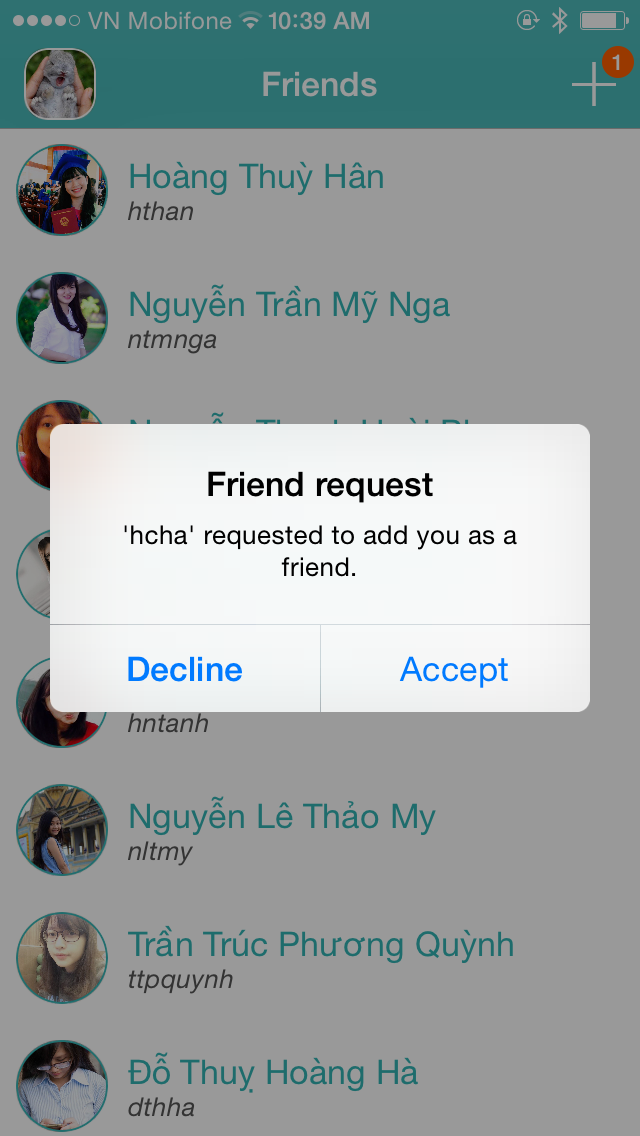 VN Mobifone 10:39 AM
Friends
1
Hoàng Thuỳ Hân
hthan
Nguyễn Trần Mỹ Nga
ntmnga
Friend request
'hcha' requested to add you as a
friend.
Decline Accept
hntanh
Nguyễn Lê Thảo My
nltmy
Trần Trúc Phương Quỳnh
ttpquynh
Đỗ Thuỵ Hoàng Hà
dthha